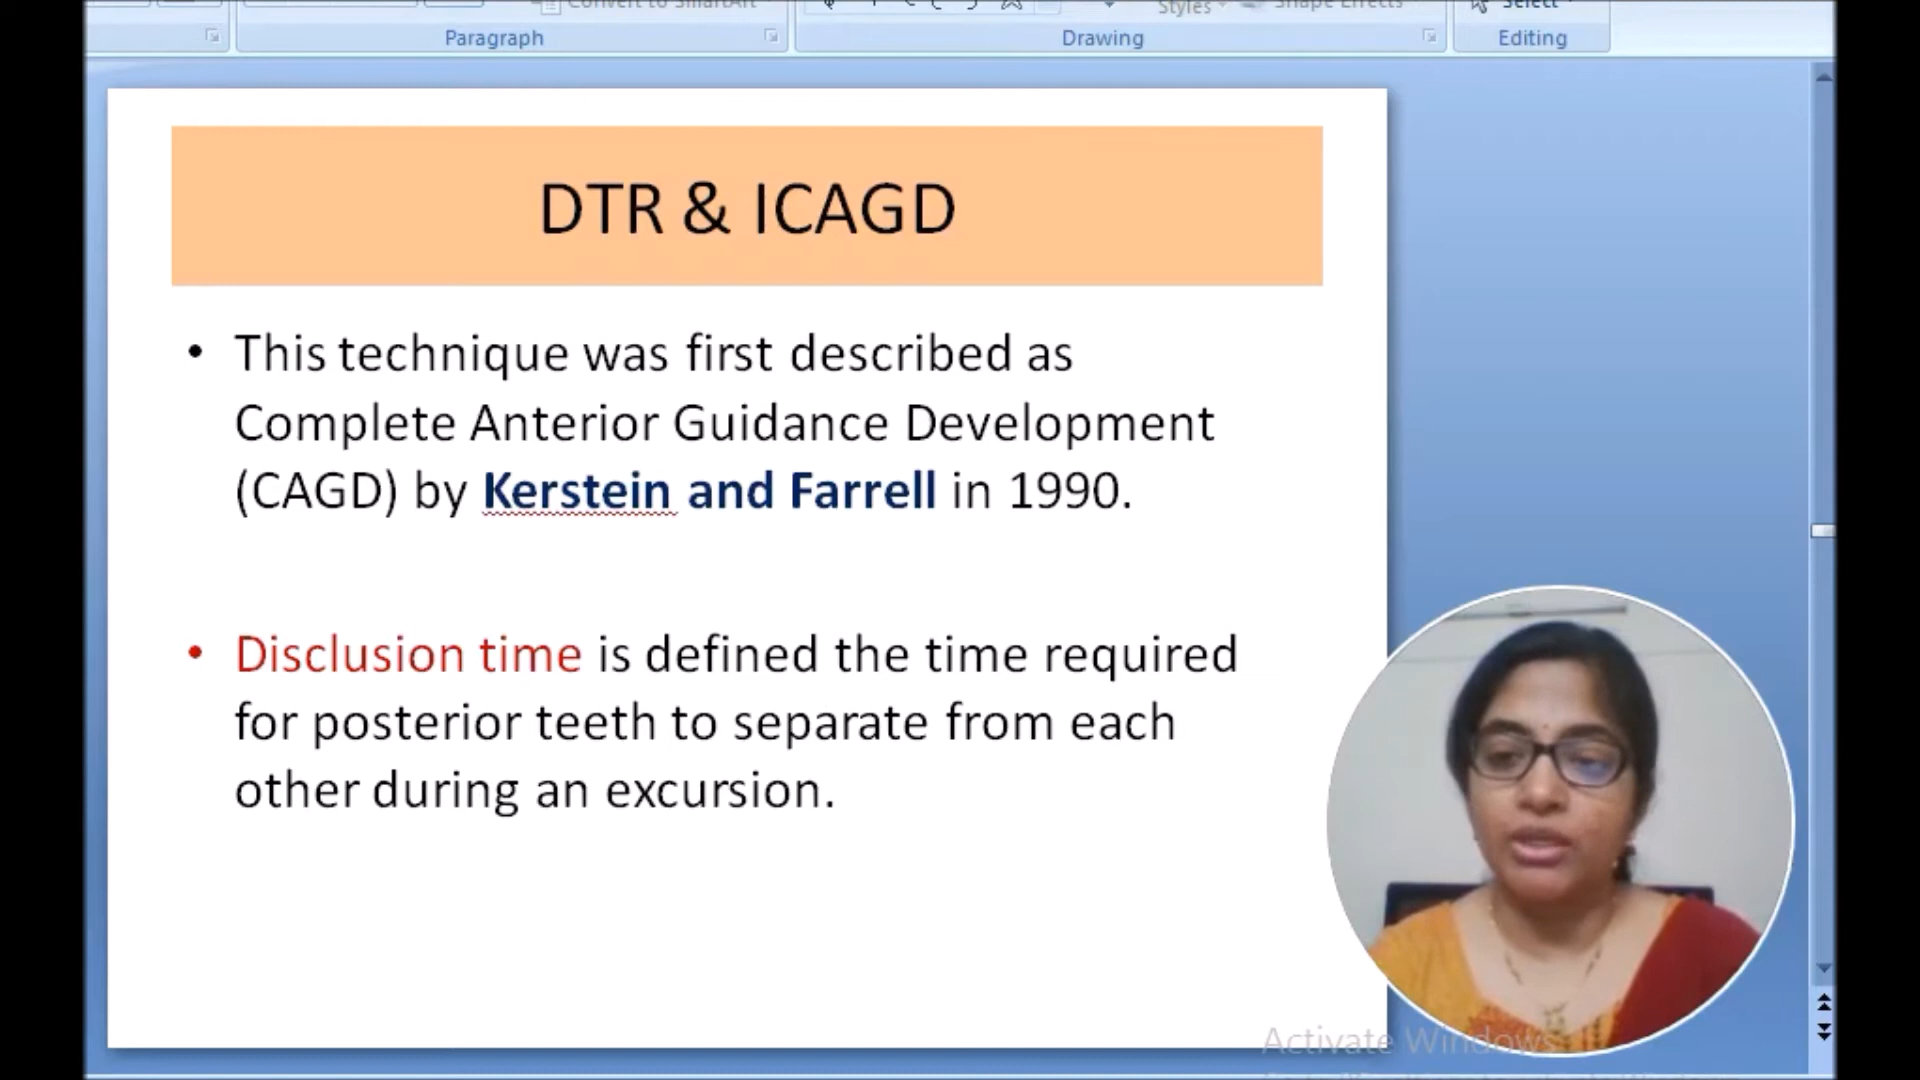 Convert to SmartArt
Styles
Shape Effects
Select
Paragraph
Drawing
Editing
DTR & ICAGD
• This technique was first described as
Complete Anterior Guidance Development
(CAGD) by Kerstein and Farrell in 1990.
• Disclusion time is defined the time required
for posterior teeth to separate from each
other during an excursion.
Activate Windows